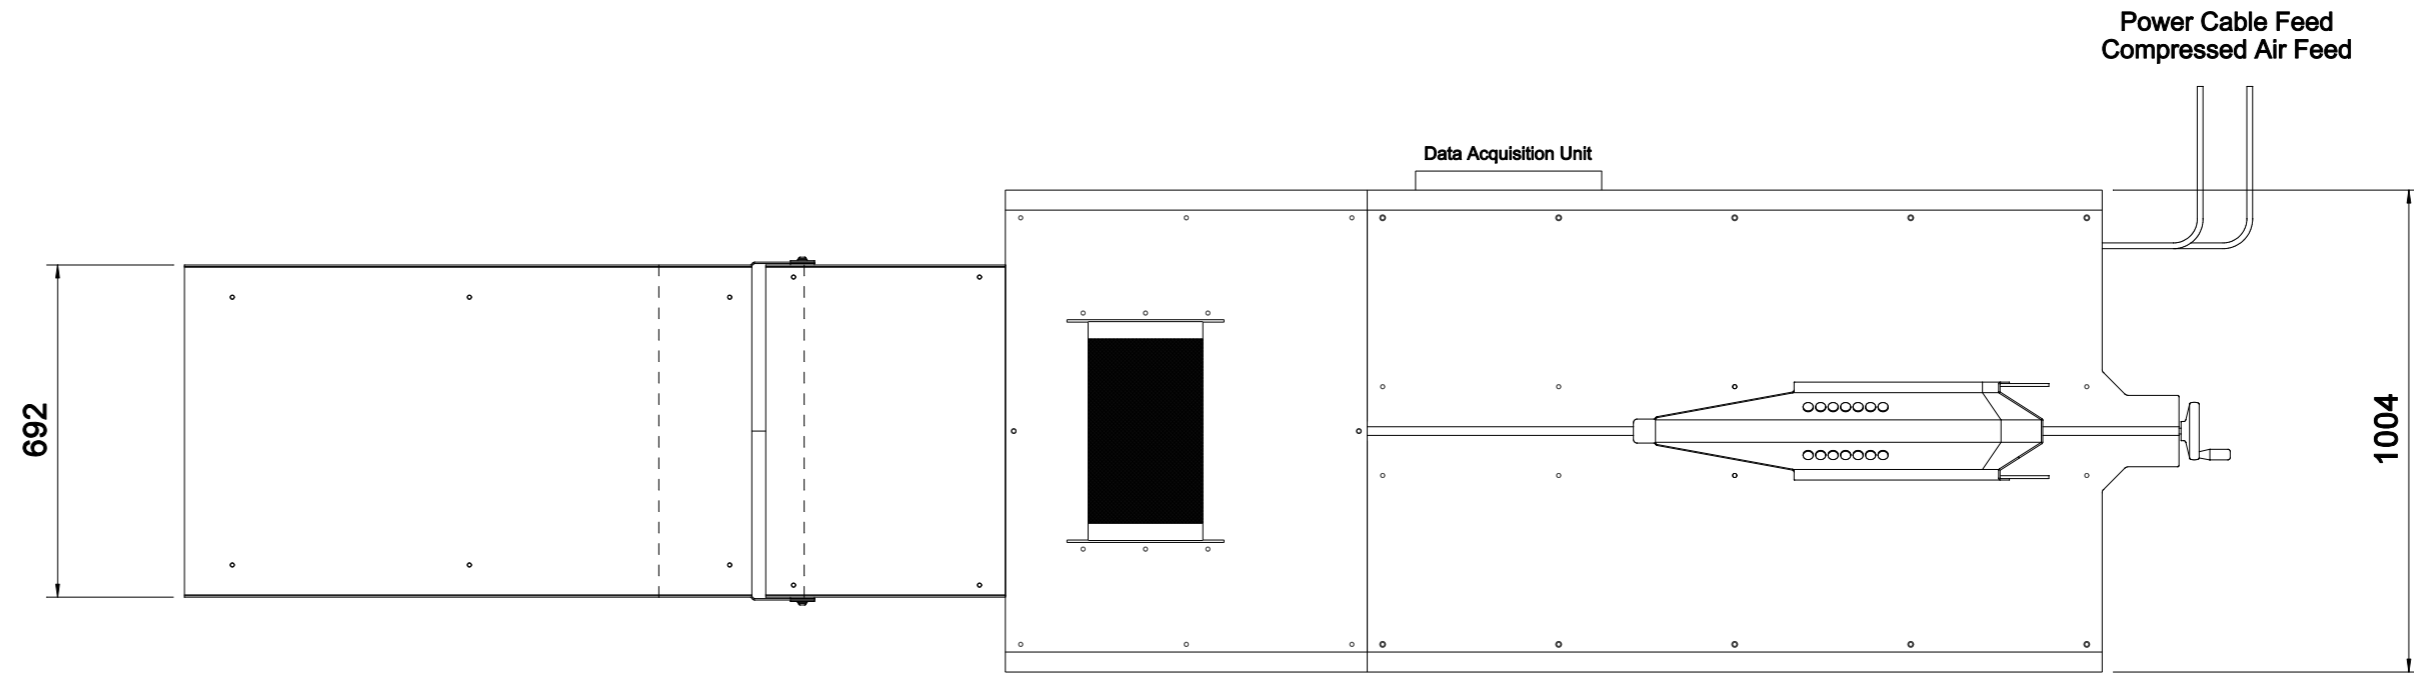 Power Cable Feed
Compressed Air Feed
Data Acquisition Unit
692
1004